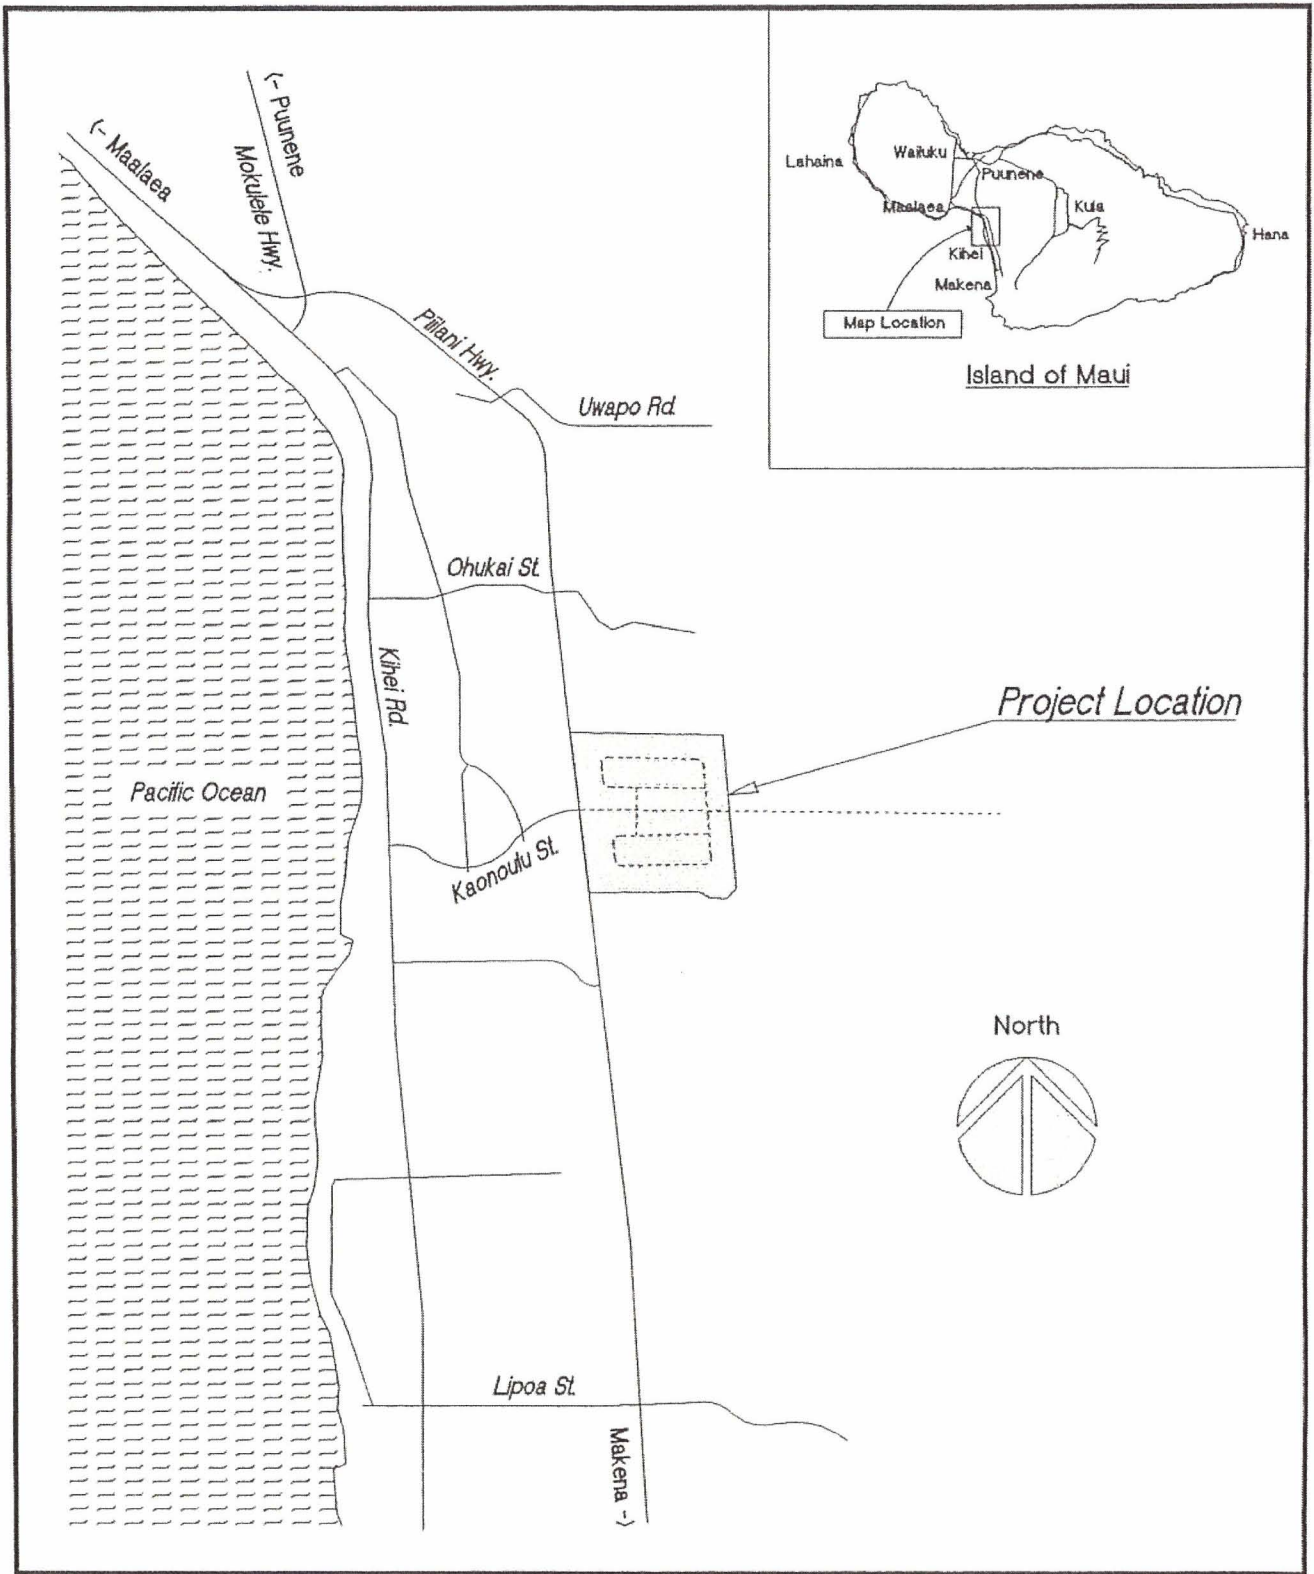 <- Puunene
Mokulele Hwy.
<- Maalaea
Piilani Hwy.
Uwapo Rd.
Ohukai St.
Kihei Rd.
Project Location
Pacific Ocean
Kaonoulu St.
North
Lipoa St.
Makena ->
Lahaina
Wailuku
Puunene
Maalaea
Kula
Hana
Kihei
Makena
Map Location
Island of Maui